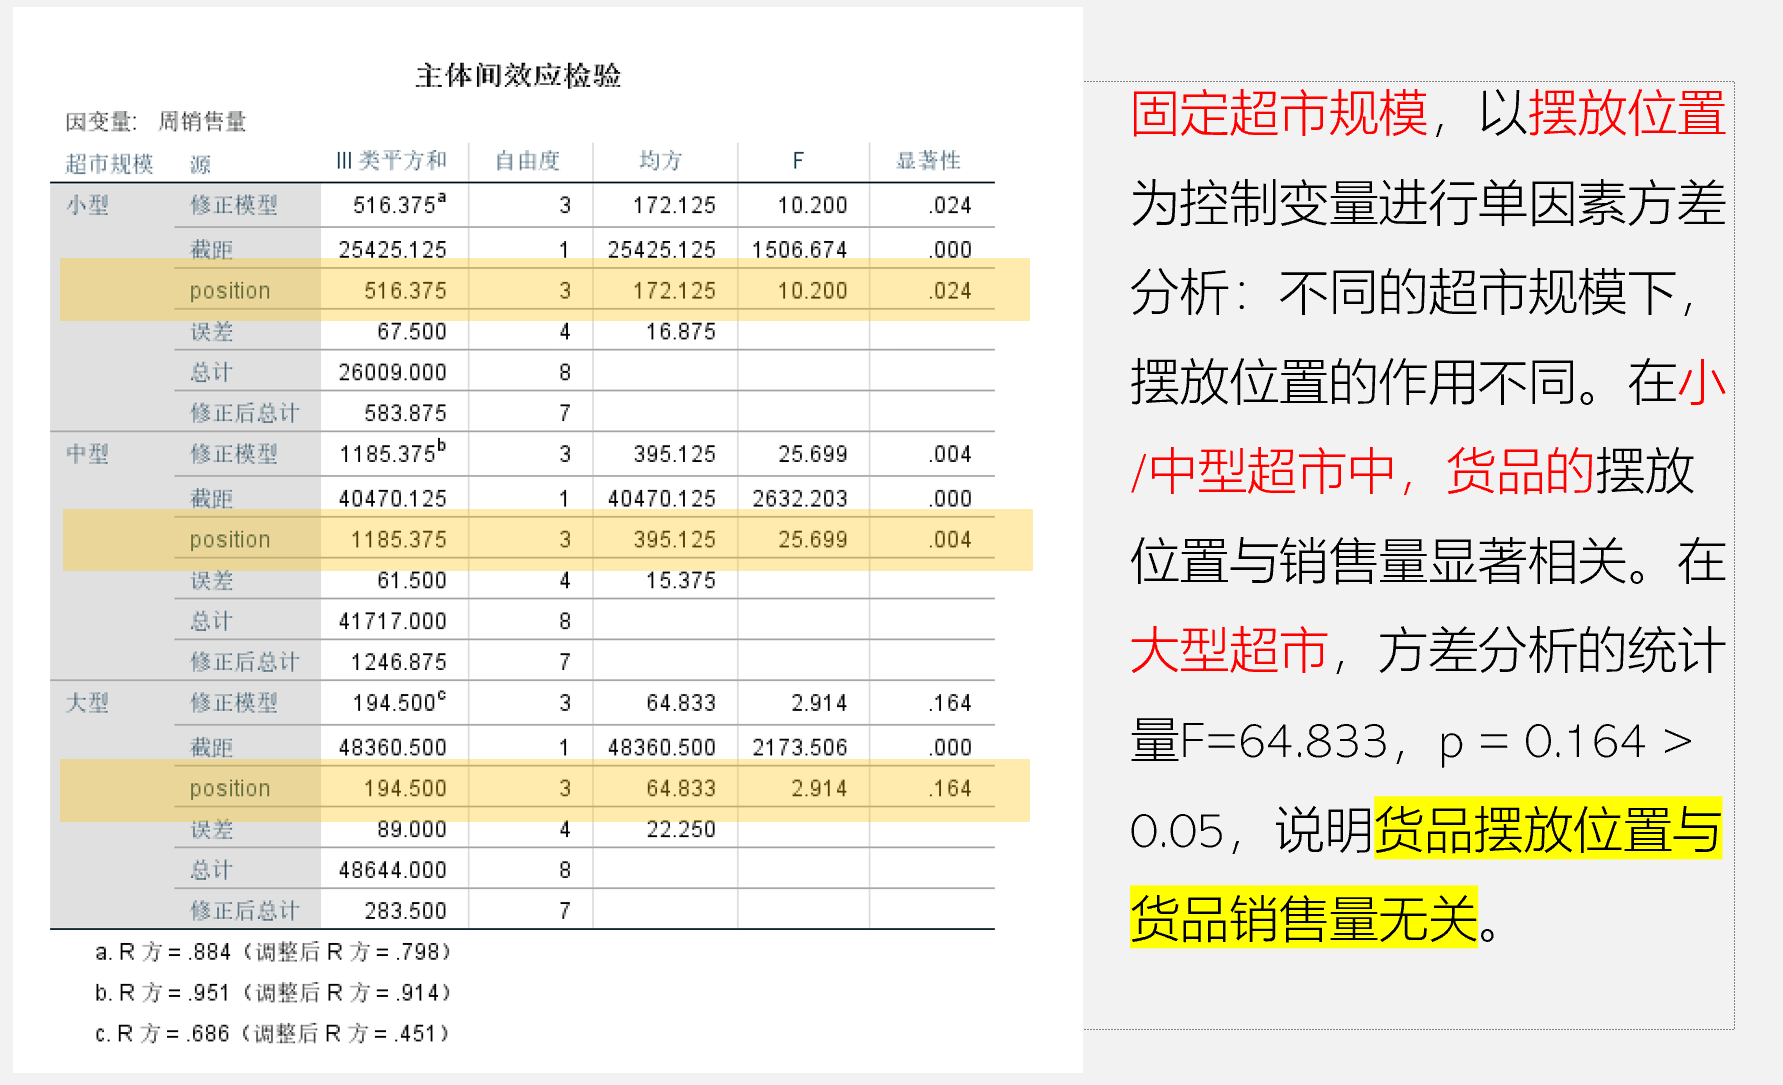 主体间效应检验
因变量: 周销售量
超市规模 源 III 类平方和 自由度 均方 F 显著性
小型 修正模型 516.375a 3 172.125 10.200 .024
截距 25425.125 1 25425.125 1506.674 .000
position 516.375 3 172.125 10.200 .024
误差 67.500 4 16.875
总计 26009.000 8
修正后总计 583.875 7
中型 修正模型 1185.375b 3 395.125 25.699 .004
截距 40470.125 1 40470.125 2632.203 .000
position 1185.375 3 395.125 25.699 .004
误差 61.500 4 15.375
总计 41717.000 8
修正后总计 1246.875 7
大型 修正模型 194.500c 3 64.833 2.914 .164
截距 48360.500 1 48360.500 2173.506 .000
position 194.500 3 64.833 2.914 .164
误差 89.000 4 22.250
总计 48644.000 8
修正后总计 283.500 7
a. R 方 = .884（调整后 R 方 = .798）
b. R 方 = .951（调整后 R 方 = .914）
c. R 方 = .686（调整后 R 方 = .451）
固定超市规模，以摆放位置
为控制变量进行单因素方差
分析：不同的超市规模下，
摆放位置的作用不同。在小
/中型超市中，货品的摆放
位置与销售量显著相关。在
大型超市，方差分析的统计
量F=64.833，p = 0.164 >
0.05，说明货品摆放位置与
货品销售量无关。